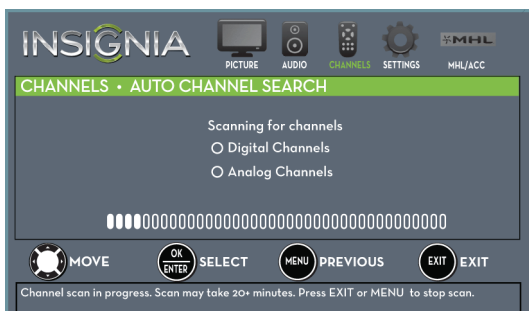 INSIGNIA
PICTURE AUDIO CHANNELS SETTINGS MHL MHL/ACC
CHANNELS • AUTO CHANNEL SEARCH
Scanning for channels
Digital Channels
Analog Channels
MOVE OK ENTER SELECT MENU PREVIOUS EXIT EXIT
Channel scan in progress. Scan may take 20+ minutes. Press EXIT or MENU to stop scan.